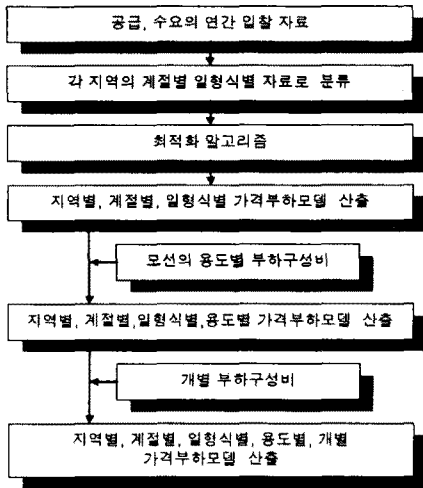 공급, 수요의 연간 입찰 자료
각 지역의 계절별 일형식별 자료로 분류
최적화 알고리즘
지역별, 계절별, 일형식별 가격부하모델 산출
모선의 용도별 부하구성비
지역별, 계절별,일형식별,용도별 가격부하모델 산출
개별 부하구성비
지역별, 계절별, 일형식별, 용도별, 개별
가격부하모델 산출